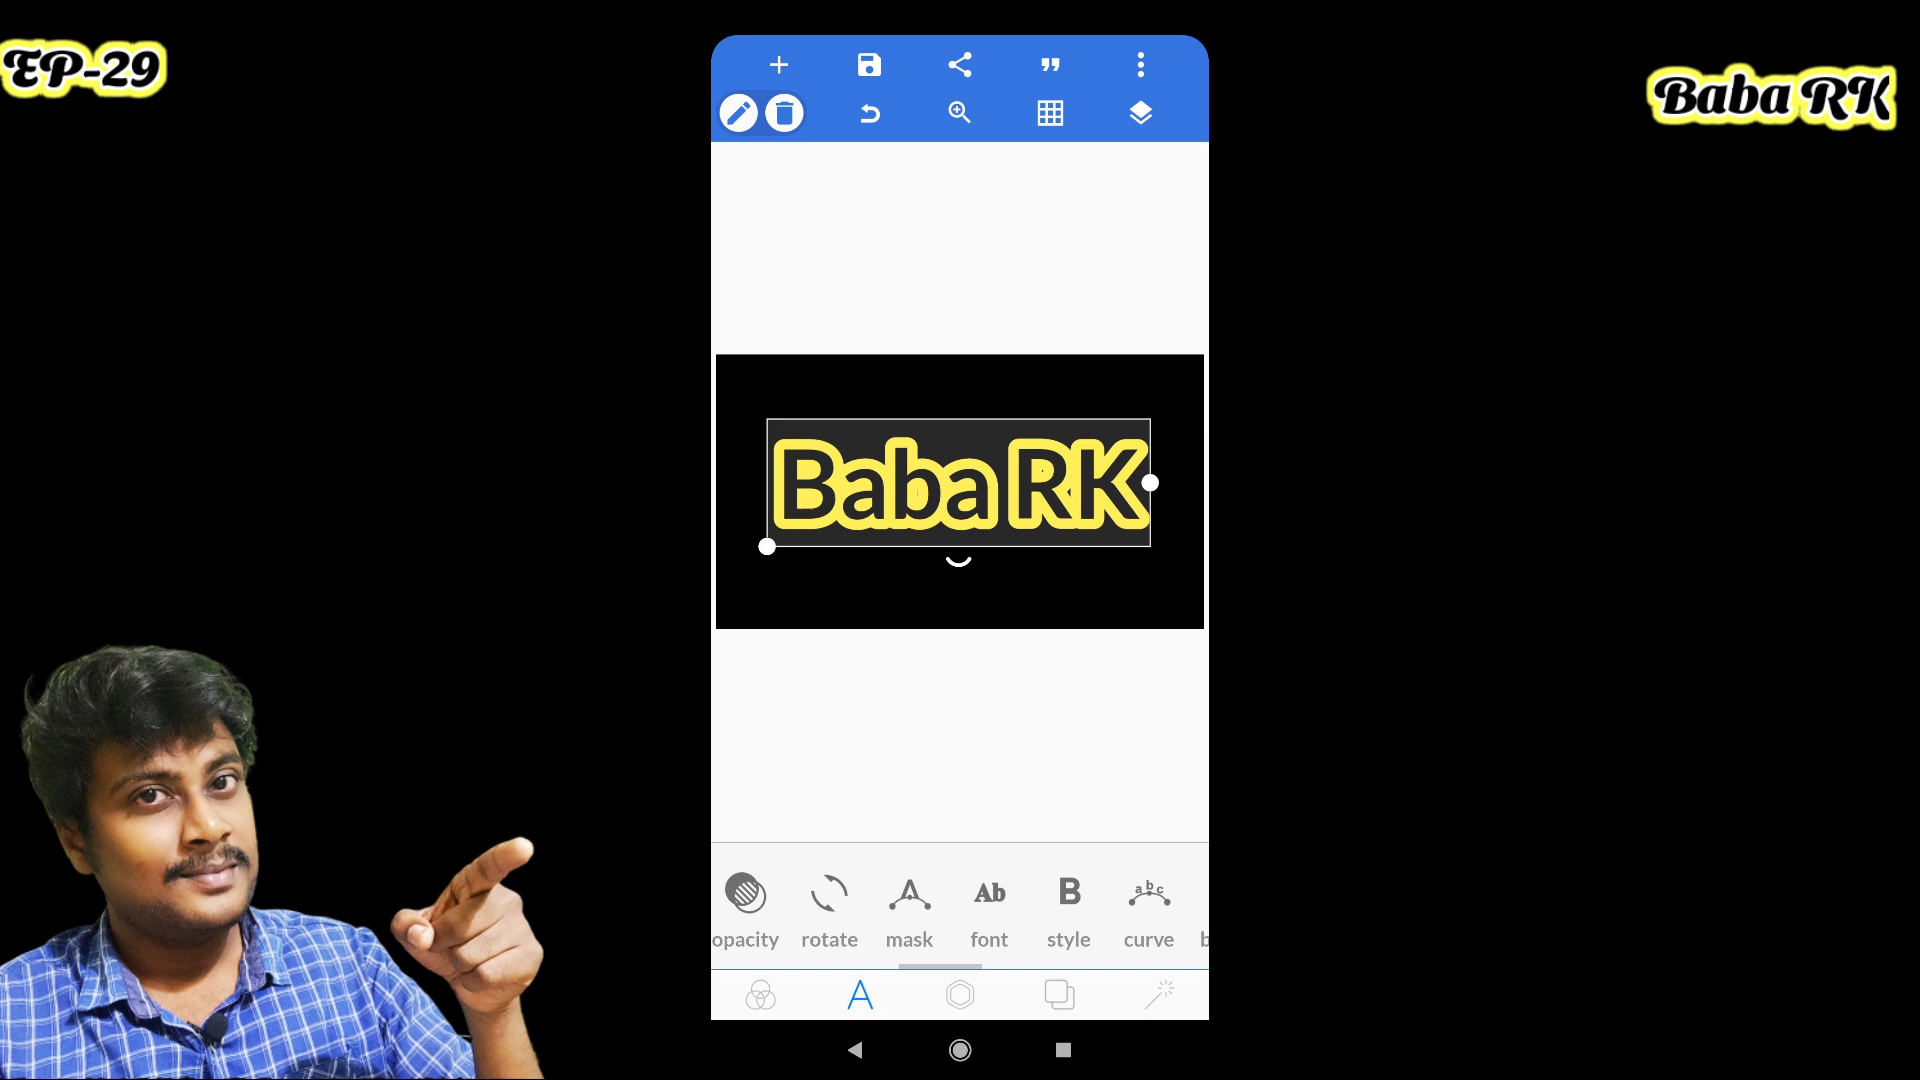 EP-29
Baba RK
Baba RK
opacity
rotate
mask
font
style
curve
Ab
B
abc
A